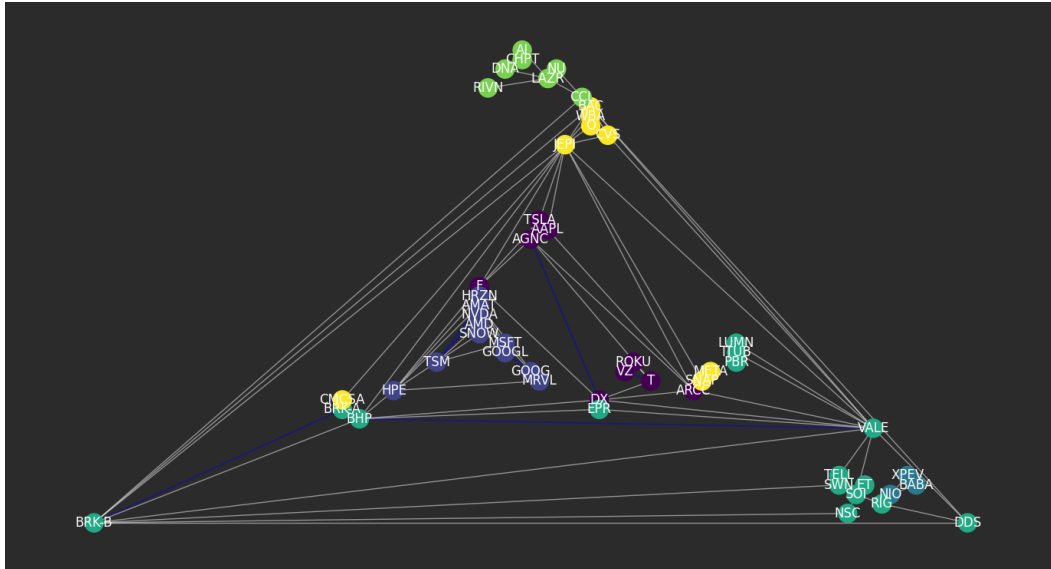 AI
CHPT
DNA
NU
LAZR
RIVN
CCL
BAC
WBA
O
CVS
JEPI
TSLA
AAPL
AGNC
F
HRZN
AMAT
NVDA
AMD
SNOW
MSFT
GOOGL
TSM
LUMN
ITUB
PBR
ROKU
VZ
T
GOOG
MRVL
META
SNAP
ARCC
HPE
CMCSA
BRK-A
BHP
DX
EPR
VALE
TELL
XPEV
SWN
ET
BABA
SOI
NIO
RIG
NSC
BRK-B
DDS